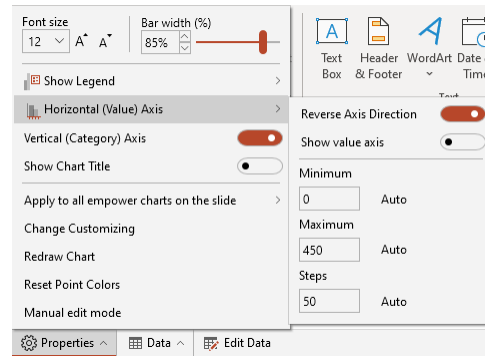 Font size
Bar width (%)
12
A
A
85%
Show Legend
Horizontal (Value) Axis
Vertical (Category) Axis
Show Chart Title
Apply to all empower charts on the slide
Change Customizing
Redraw Chart
Reset Point Colors
Manual edit mode
Properties
Data
Edit Data
A
Text
Box
Header
& Footer
A
WordArt
Date
Time
Text
Reverse Axis Direction
Show value axis
Minimum
0 Auto
Maximum
450 Auto
Steps
50 Auto